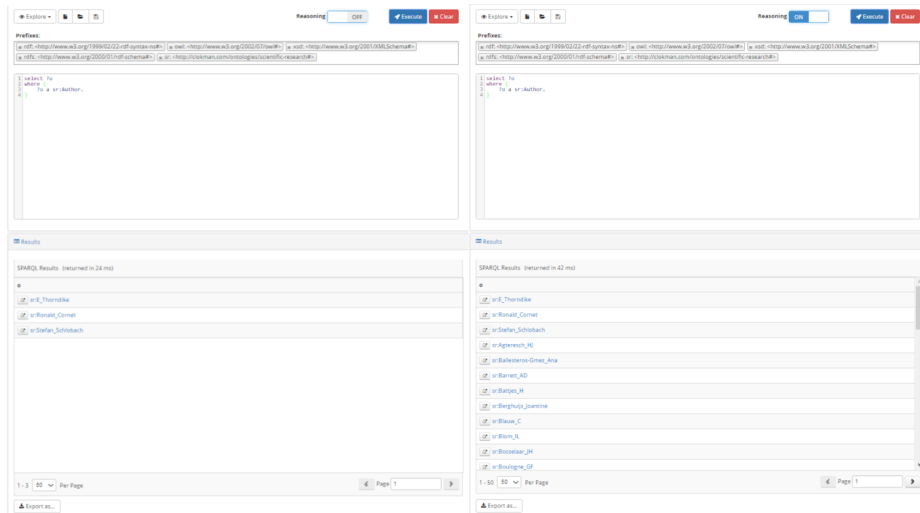 Explore
Reasoning OFF
Execute
Clear
Prefixes:
rdf: <http://www.w3.org/1999/02/22-rdf-syntax-ns#> owl: <http://www.w3.org/2002/07/owl#> xsd: <http://www.w3.org/2001/XMLSchema#>
rdfs: <http://www.w3.org/2000/01/rdf-schema#> sr: <http://clokman.com/ontologies/scientific-research#>
1 select ?o
2 where {
3 ?o a sr:Author.
4 }
Results
SPARQL Results (returned in 24 ms)
o
sr:E_Thorndike
sr:Ronald_Cornet
sr:Stefan_Schlobach
1 - 3 50 Per Page
Page 1
Export as...
Explore
Reasoning ON
Execute
Clear
Prefixes:
rdf: <http://www.w3.org/1999/02/22-rdf-syntax-ns#> owl: <http://www.w3.org/2002/07/owl#> xsd: <http://www.w3.org/2001/XMLSchema#>
rdfs: <http://www.w3.org/2000/01/rdf-schema#> sr: <http://clokman.com/ontologies/scientific-research#>
1 select ?o
2 where {
3 ?o a sr:Author.
4 }
Results
SPARQL Results (returned in 42 ms)
o
sr:E_Thorndike
sr:Ronald_Cornet
sr:Stefan_Schlobach
sr:Agteresch_HJ
sr:Ballesteros-Gmez_Ana
sr:Barrett_AD
sr:Battjes_H
sr:Berghuijs_Joantine
sr:Blauw_C
sr:Blom_IL
sr:Bosselaar_JH
sr:Boulogne_GF
1 - 50 50 Per Page
Page 1
Export as...